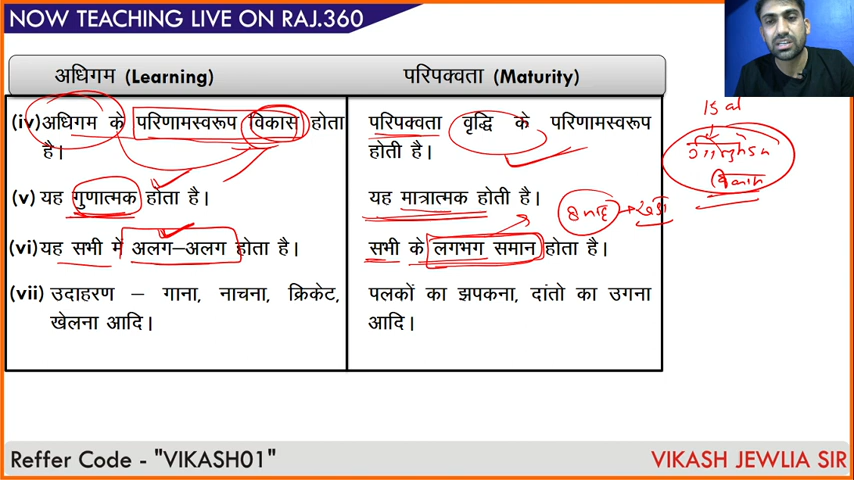 NOW TEACHING LIVE ON RAJ.360
अधिगम (Learning)
परिपक्वता (Maturity)
(iv) अधिगम के परिणामस्वरूप विकास होता
है।
परिपक्वता वृद्धि के परिणामस्वरूप
होती है।
(v) यह गुणात्मक होता है।
यह मात्रात्मक होती है।
(vi) यह सभी में अलग–अलग होता है।
सभी के लगभग समान होता है।
(vii) उदाहरण – गाना, नाचना, क्रिकेट,
खेलना आदि।
पलकों का झपकना, दांतो का उगना
आदि।
विकास
Reffer Code - "VIKASH01"
VIKASH JEWLIA SIR